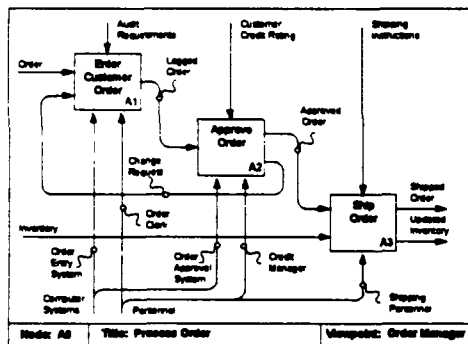 Audit
Requirements
Customer
Credit Rating
Shipping
Instructions
Order
Enter
Customer
Order
A1
Logged
Order
Approve
Order
A2
Approved
Order
Change
Request
Order
Clerk
Ship
Order
A3
Shipped
Order
Updated
Inventory
Inventory
Order
Entry
System
Order
Approval
System
Credit
Manager
Computer
Systems
Personnel
Shipping
Personnel
Node: A0
Title: Process Order
Viewpoint: Order Manager